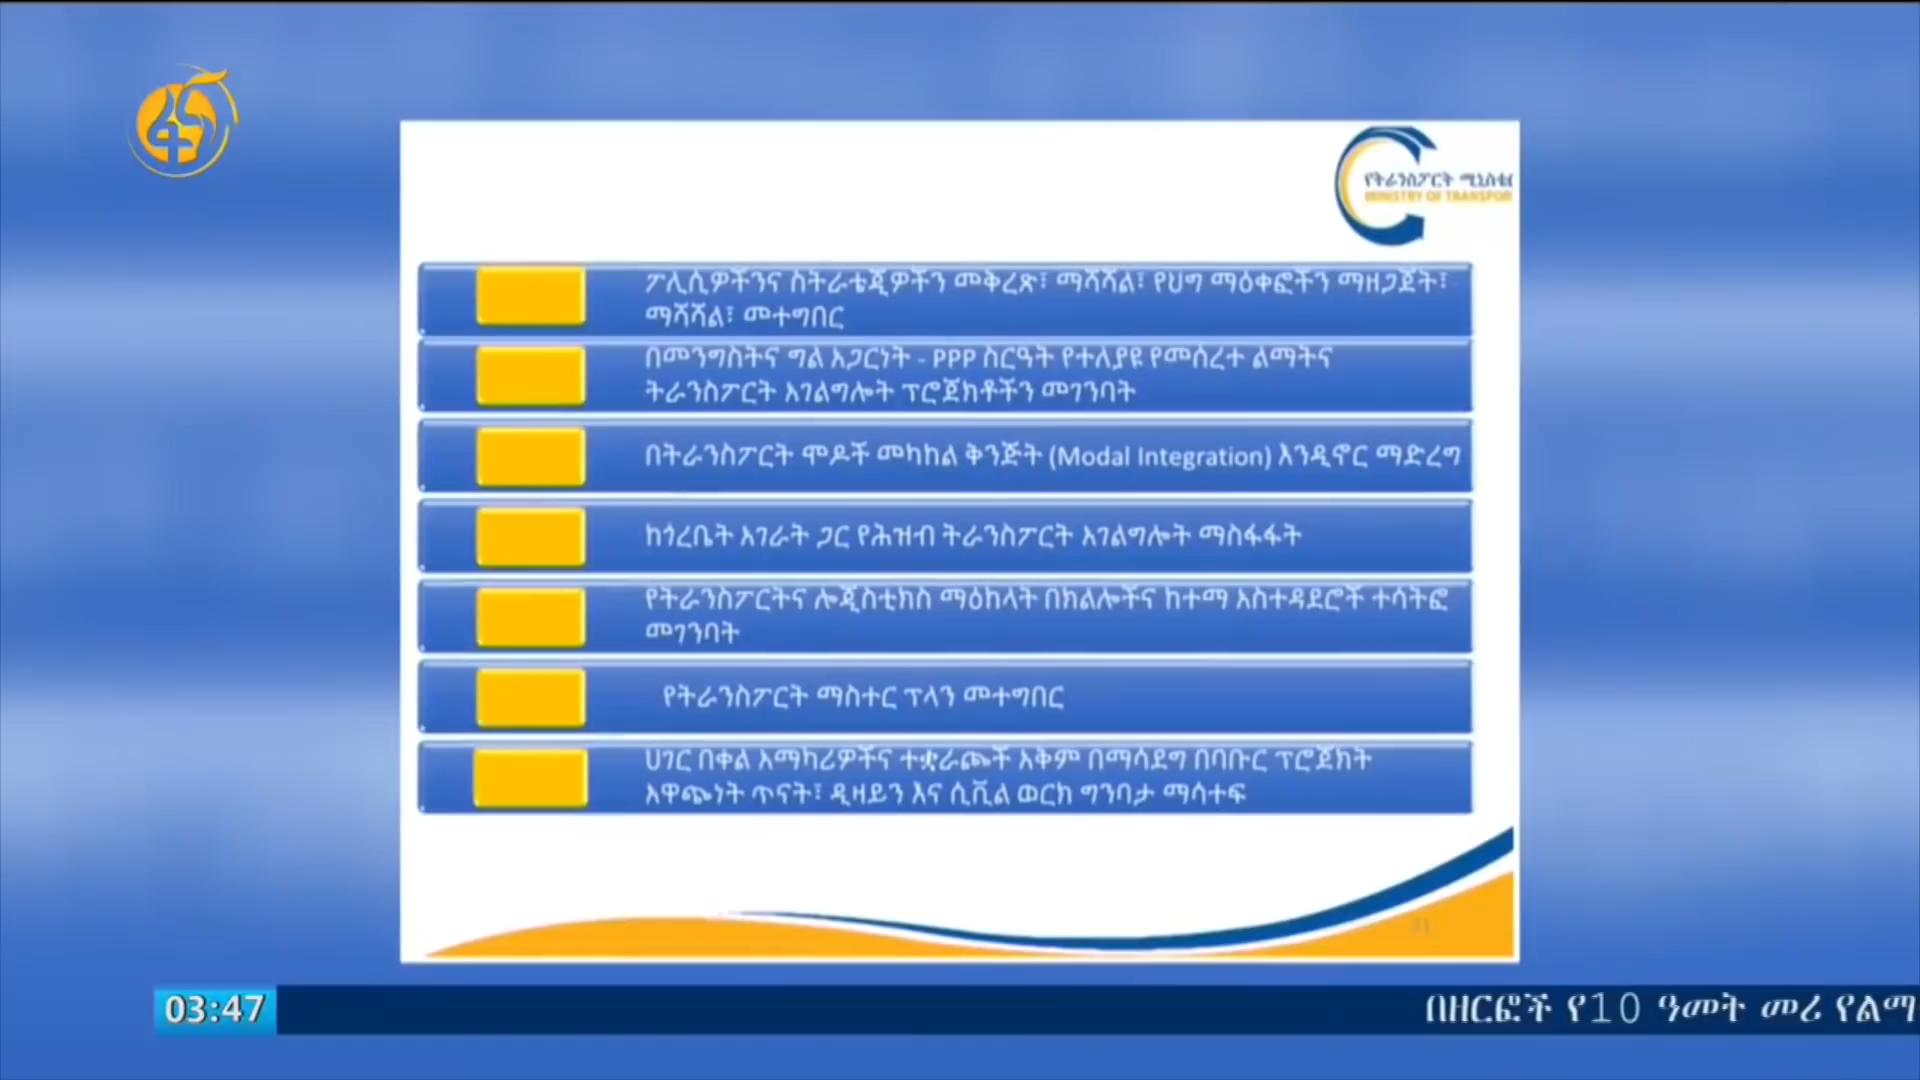 ፋና
የትራንስፖርት ሚኒስቴር
MINISTRY OF TRANSPOR
ፖሊሲዎችንና ስትራቴጂዎችን መቅረጽ፣ ማሻሻል፣ የህግ ማዕቀፎችን ማዘጋጀት፣
ማሻሻል፣ መተግበር
በመንግስትና ግል አጋርነት - PPP ስርዓት የተለያዩ የመሰረተ ልማትና
ትራንስፖርት አገልግሎት ፕሮጀክቶችን መገንባት
በትራንስፖርት ሞዶች መካከል ቅንጅት (Modal Integration) እንዲኖር ማድረግ
ከጎረቤት አገራት ጋር የሕዝብ ትራንስፖርት አገልግሎት ማስፋፋት
የትራንስፖርትና ሎጂስቲክስ ማዕከላት በክልሎችና ከተማ አስተዳደሮች ተሳትፎ
መገንባት
የትራንስፖርት ማስተር ፕላን መተግበር
ሀገር በቀል አማካሪዎችና ተቋራጮች አቅም በማሳደግ በባቡር ፕሮጀክት
አዋጭነት ጥናት፣ ዲዛይን እና ሲቪል ወርክ ግንባታ ማሳተፍ
03:47
በዘርፎች የ10 ዓመት መሪ የልማ